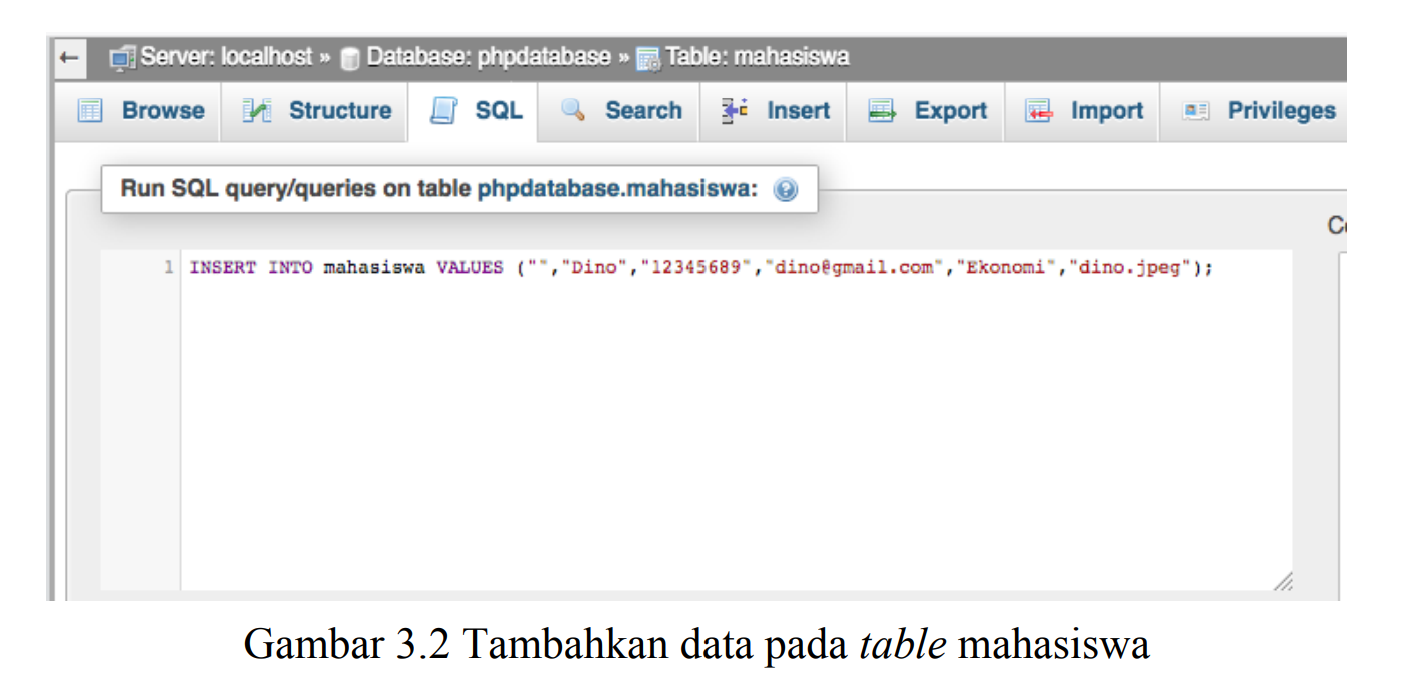 ← Server: localhost » Database: phpdatabase » Table: mahasiswa
Browse Structure SQL Search Insert Export Import Privileges
Run SQL query/queries on table phpdatabase.mahasiswa:
1 INSERT INTO mahasiswa VALUES ("","Dino","12345689","dino@gmail.com","Ekonomi","dino.jpeg");
Gambar 3.2 Tambahkan data pada table mahasiswa